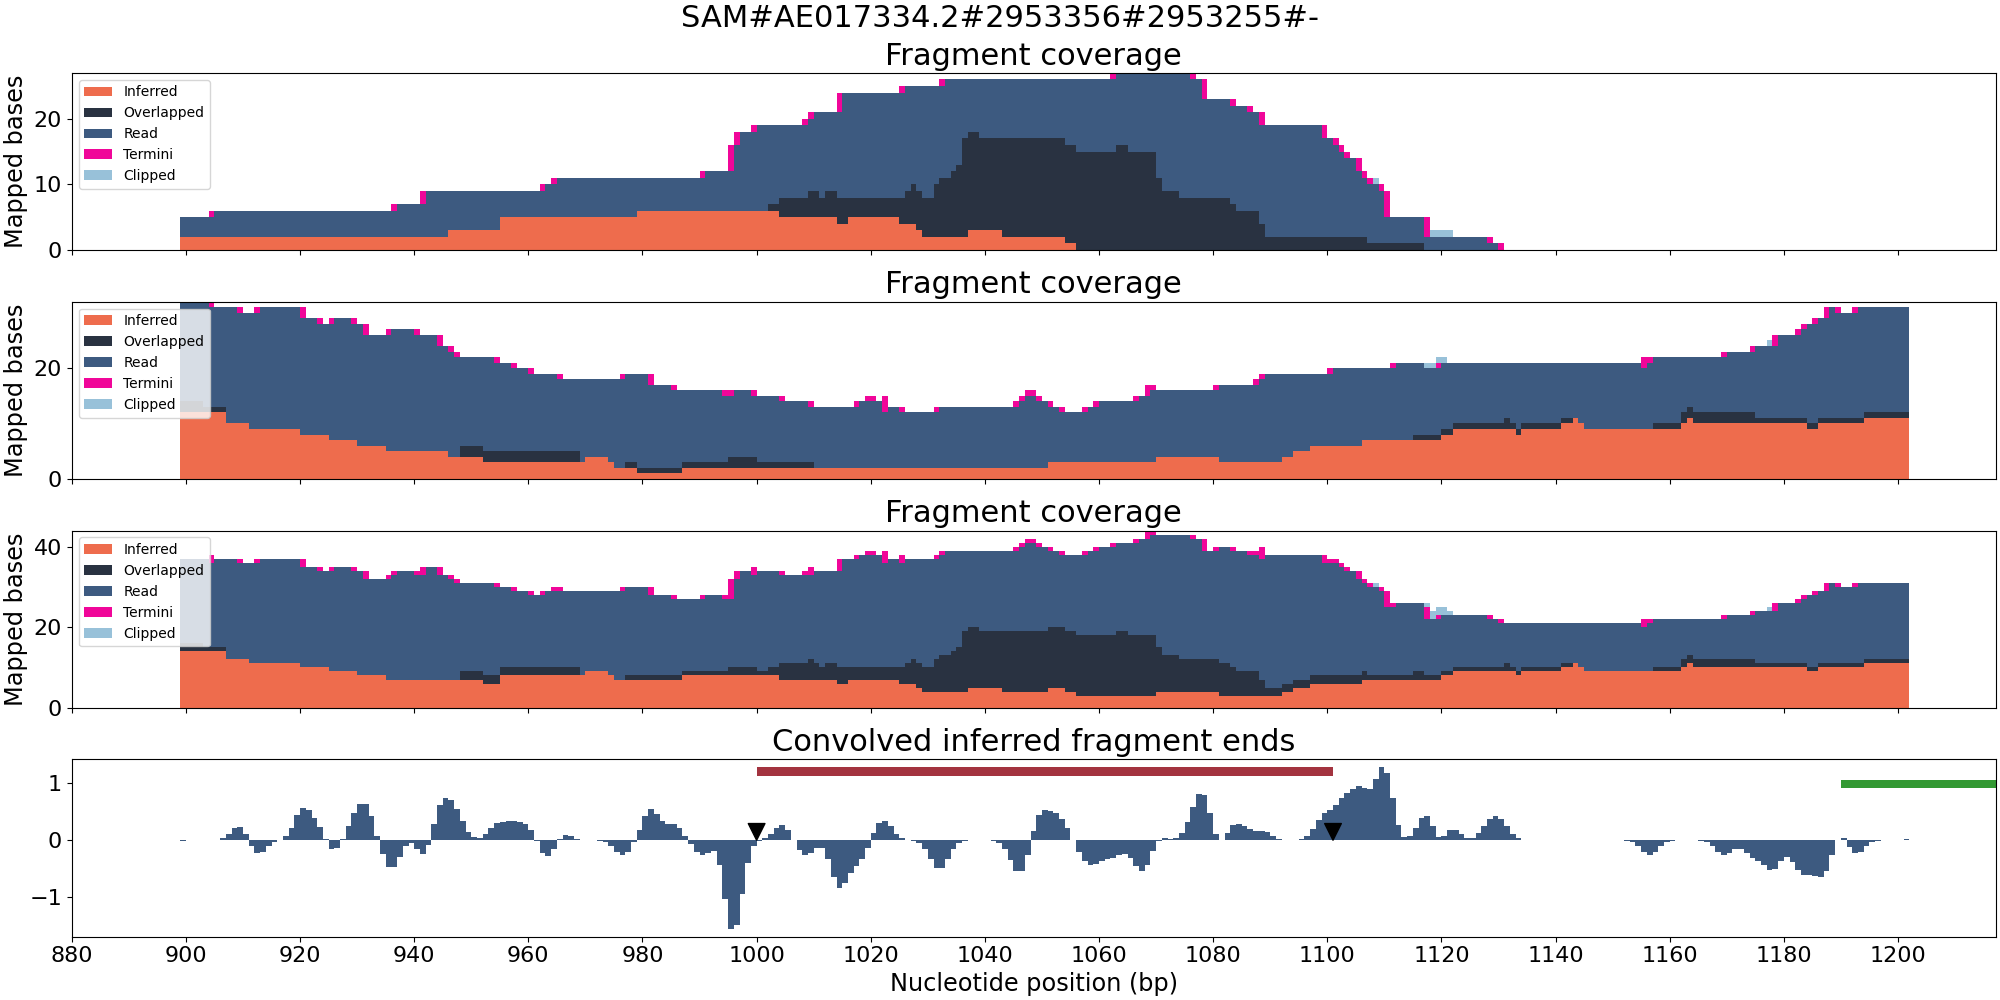 SAM#AE017334.2#2953356#2953255#-
Fragment coverage
Mapped bases
20
10
0
Inferred
Overlapped
Read
Termini
Clipped
Fragment coverage
Mapped bases
20
0
Inferred
Overlapped
Read
Termini
Clipped
Fragment coverage
Mapped bases
40
20
0
Inferred
Overlapped
Read
Termini
Clipped
Convolved inferred fragment ends
1
0
−1
880 900 920 940 960 980 1000 1020 1040 1060 1080 1100 1120 1140 1160 1180 1200
Nucleotide position (bp)